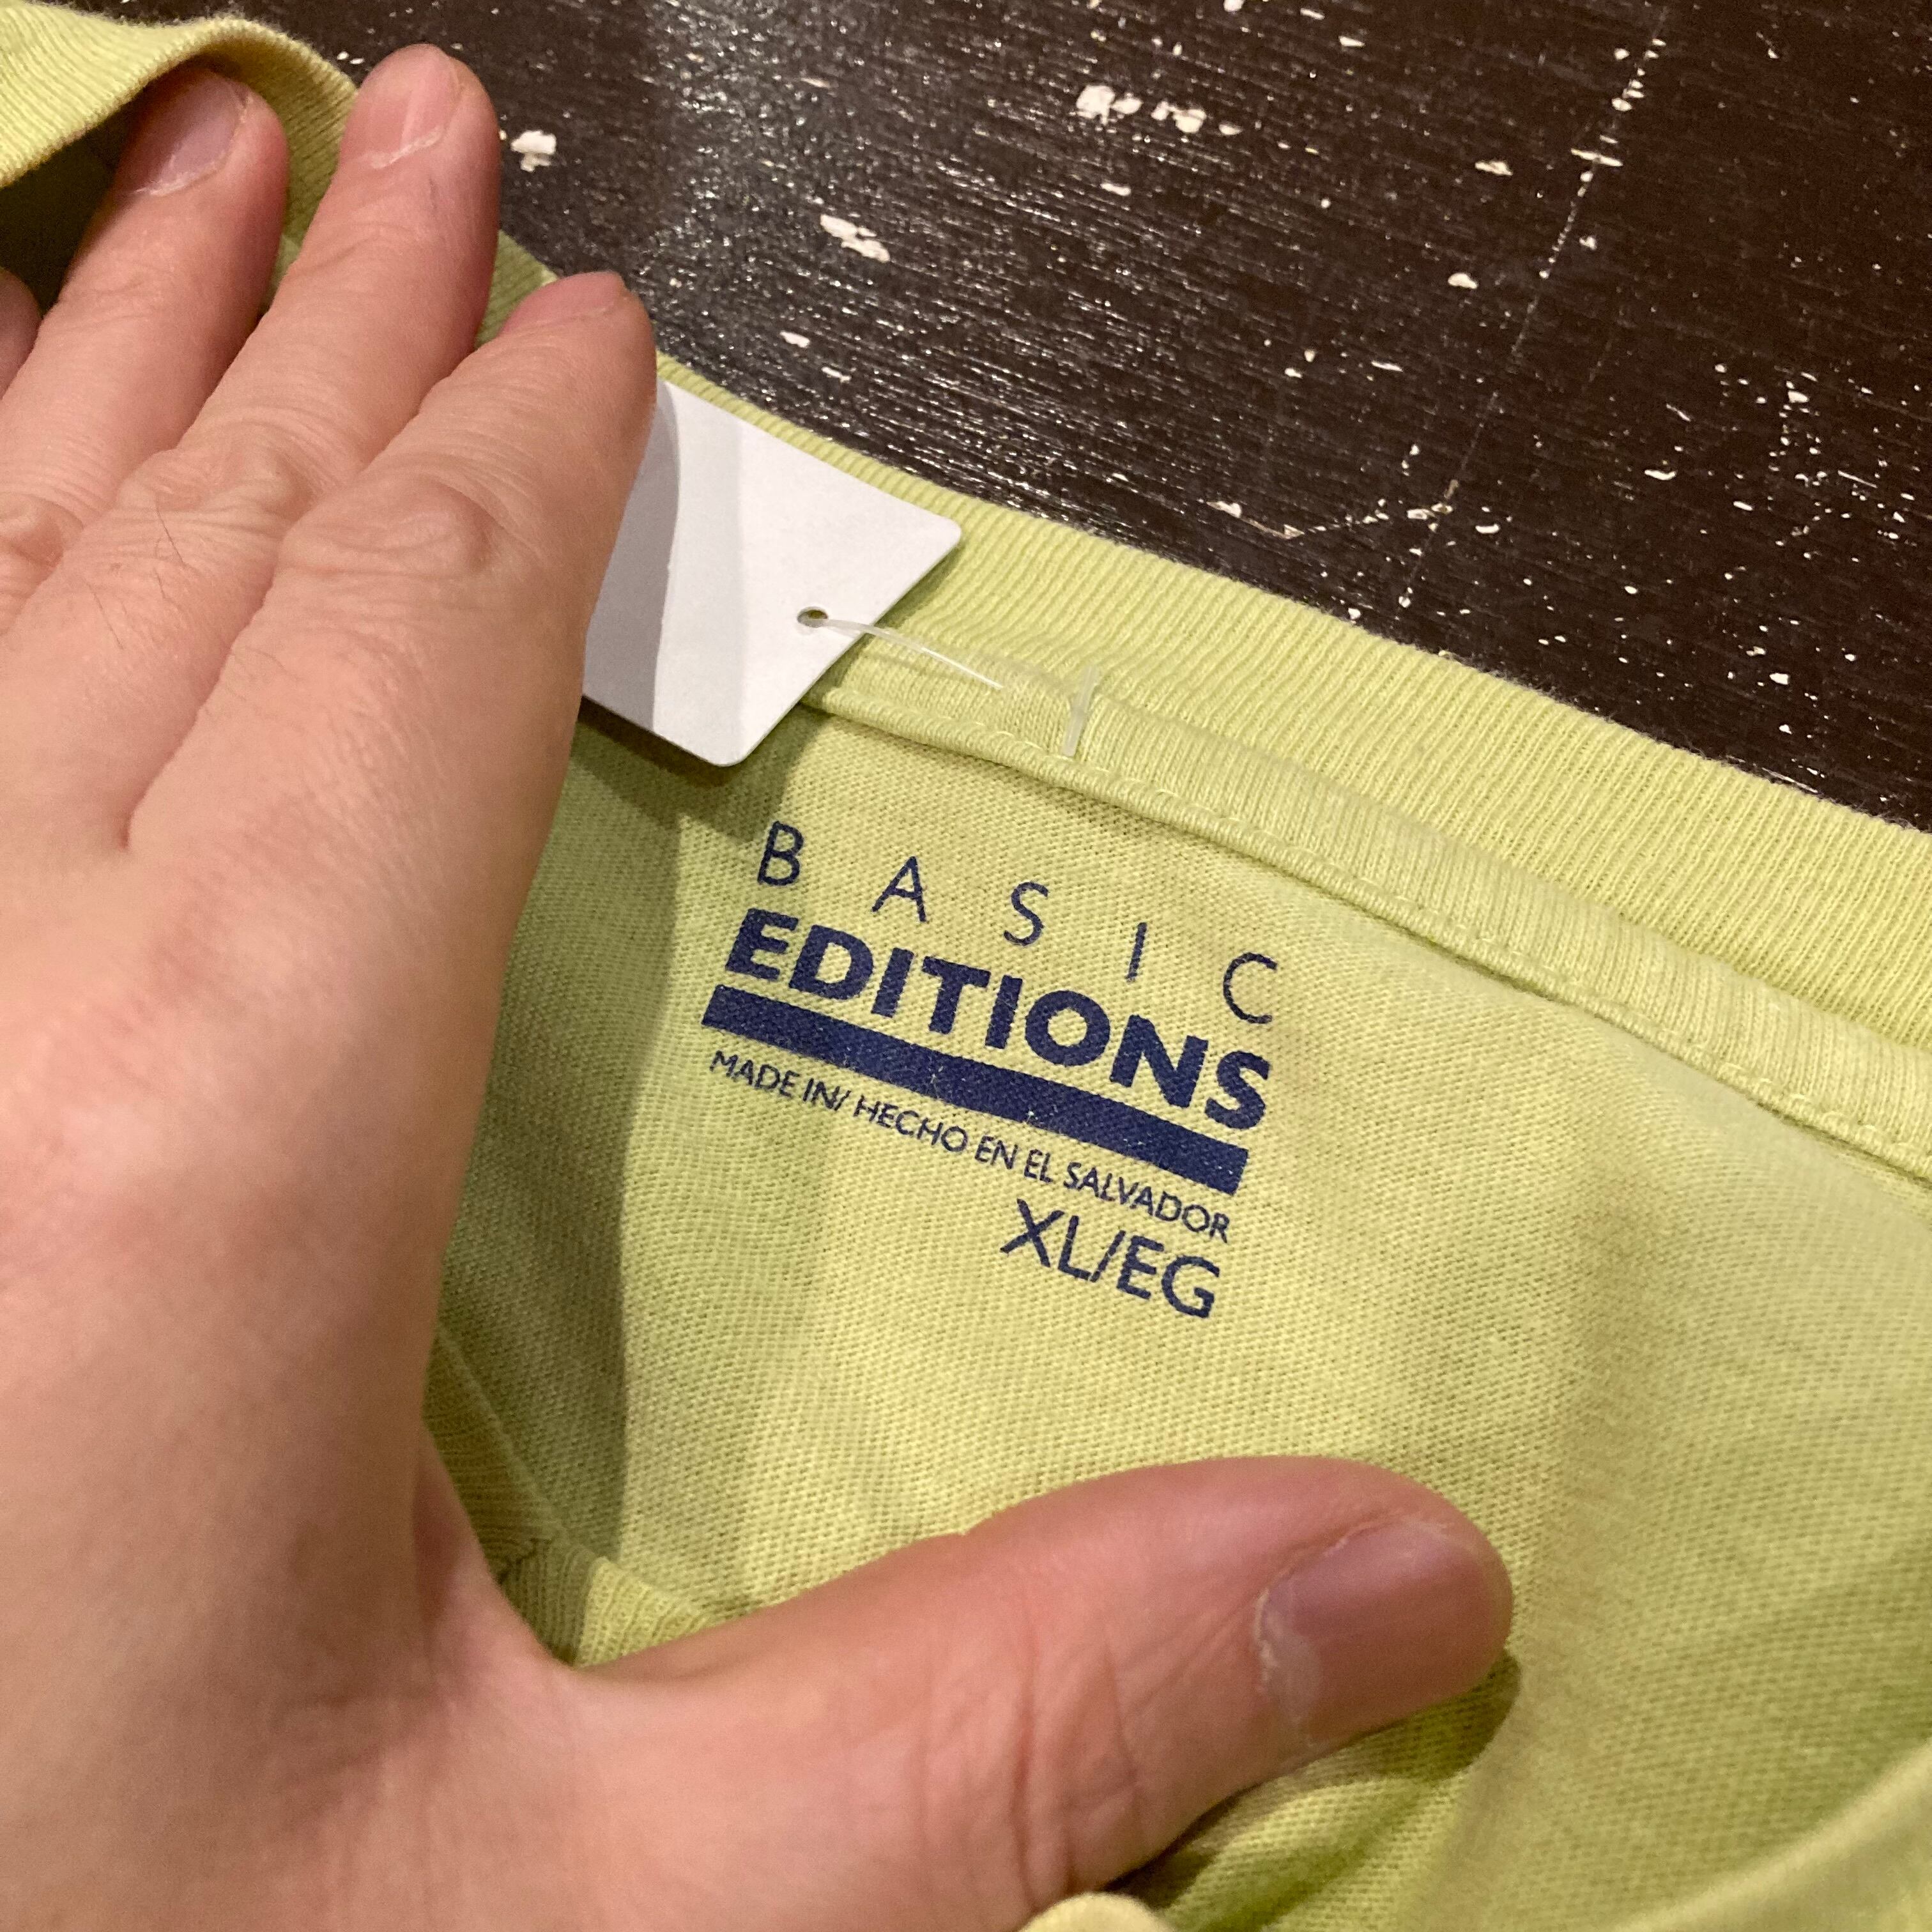 BASIC
EDITIONS
MADE IN/ HECHO EN EL SALVADOR
XL/EG